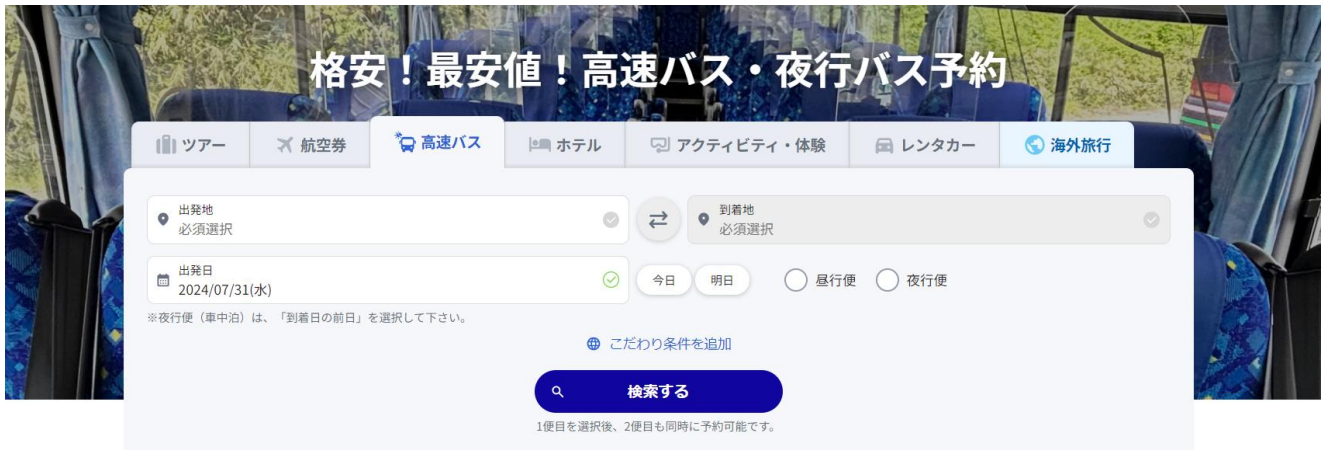 格安！最安値！高速バス・夜行バス予約
ツアー 航空券 高速バス ホテル アクティビティ・体験 レンタカー 海外旅行
出発地
必須選択
到着地
必須選択
出発日
2024/07/31(水)
今日 明日 昼行便 夜行便
※夜行便（車中泊）は、「到着日の前日」を選択して下さい。
こだわり条件を追加
検索する
1便目を選択後、2便目も同時に予約可能です。